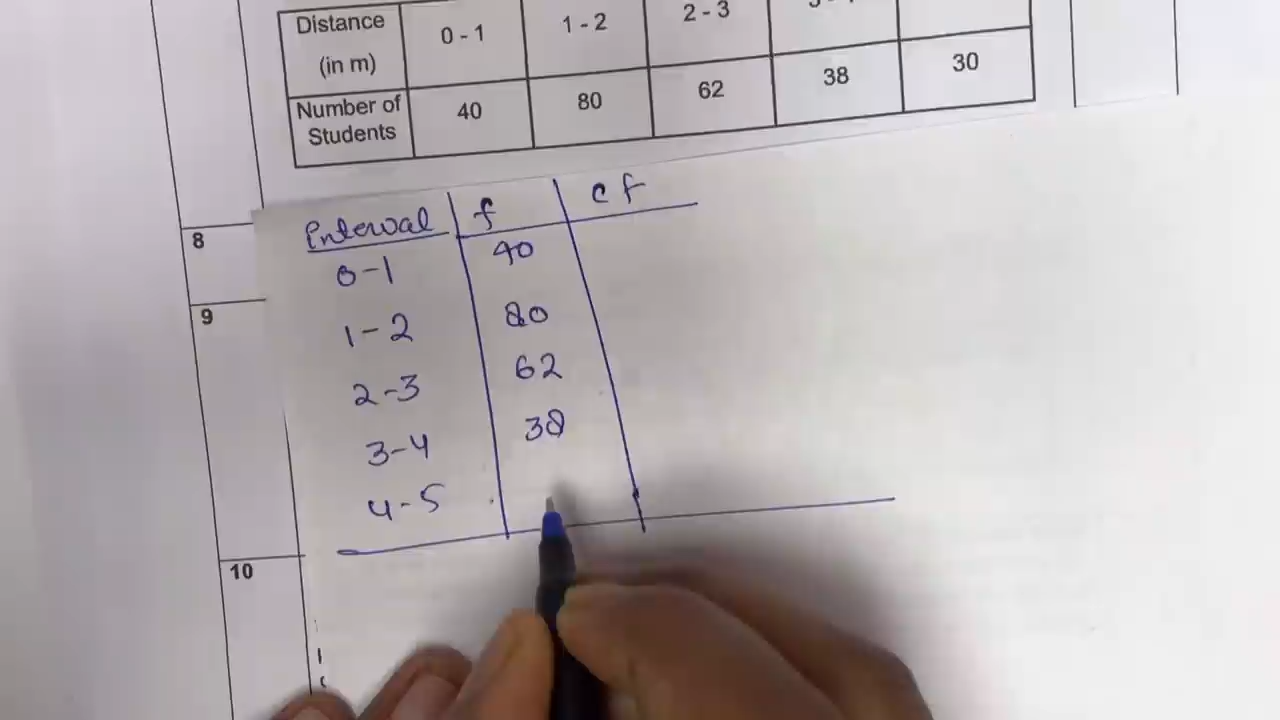 Distance (in m) 0 - 1 1 - 2 2 - 3
Number of Students 40 80 62 38 30
8
9
10
Interval f cf
0-1 40
1-2 80
2-3 62
3-4 38
4-5